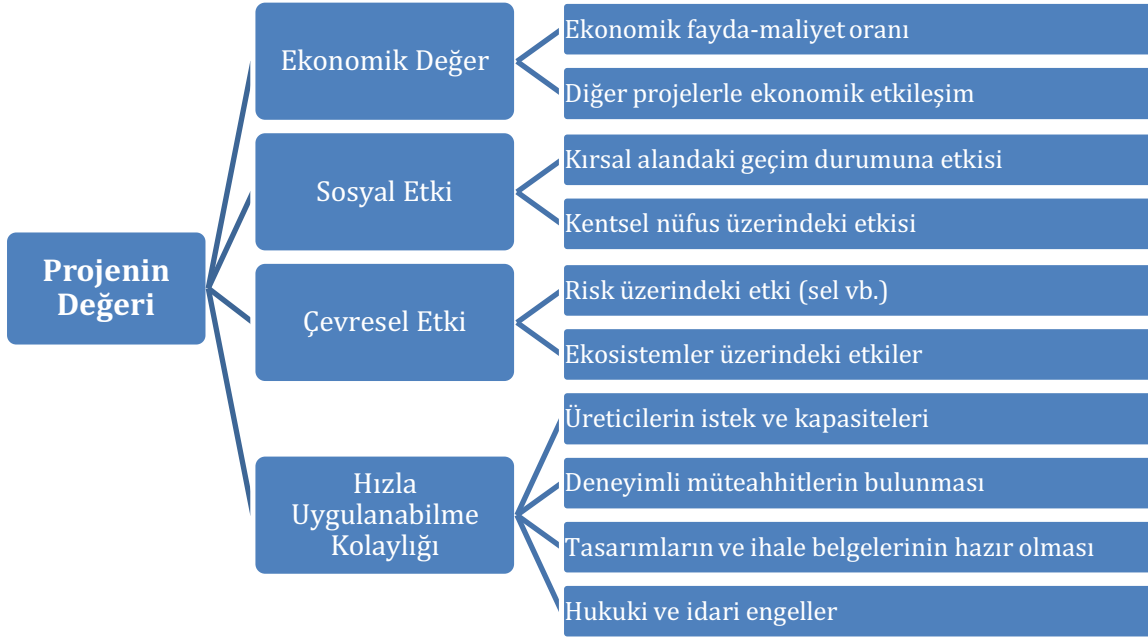 Projenin
Değeri
Ekonomik Değer
Ekonomik fayda-maliyet oranı
Diğer projelerle ekonomik etkileşim
Sosyal Etki
Kırsal alandaki geçim durumuna etkisi
Kentsel nüfus üzerindeki etkisi
Çevresel Etki
Risk üzerindeki etki (sel vb.)
Ekosistemler üzerindeki etkiler
Hızla
Uygulanabilme
Kolaylığı
Üreticilerin istek ve kapasiteleri
Deneyimli müteahhitlerin bulunması
Tasarımların ve ihale belgelerinin hazır olması
Hukuki ve idari engeller